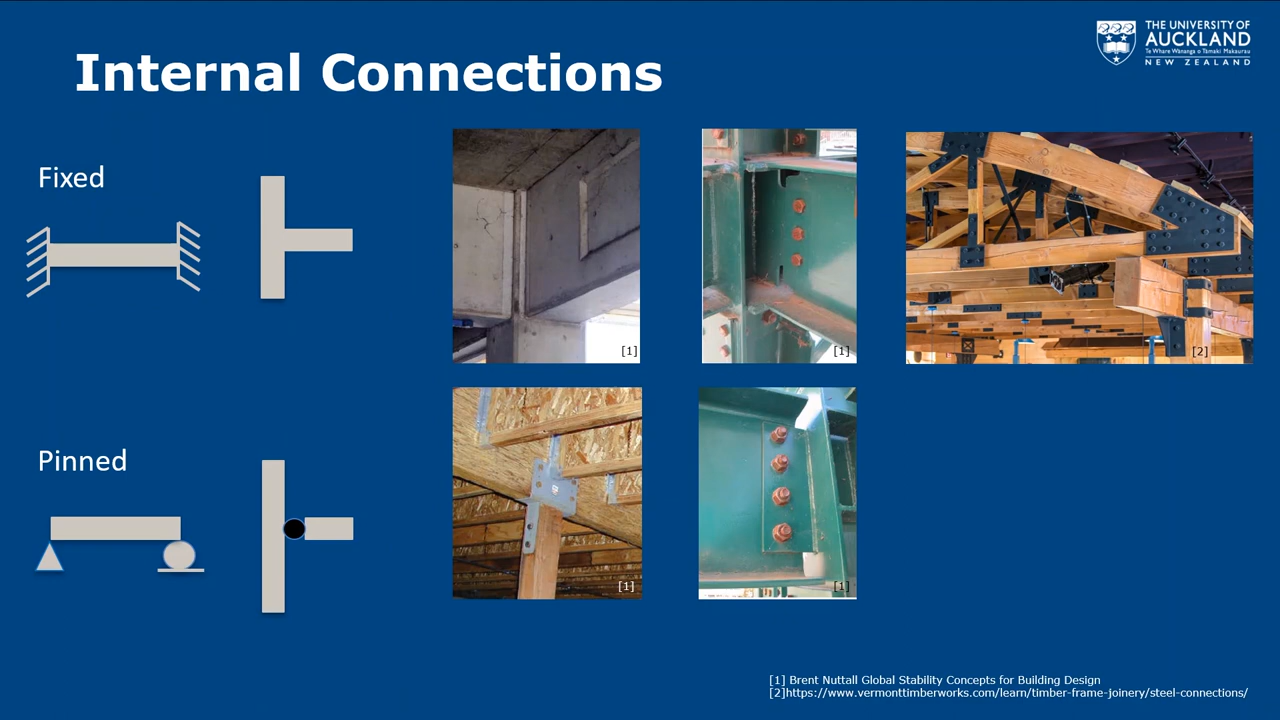 Internal Connections
THE UNIVERSITY OF
AUCKLAND
Te Whare Wānanga o Tāmaki Makaurau
NEW ZEALAND
Fixed
[1]
[1]
[2]
Pinned
[1]
[1]
[1] Brent Nuttall Global Stability Concepts for Building Design
[2]https://www.vermonttimberworks.com/learn/timber-frame-joinery/steel-connections/